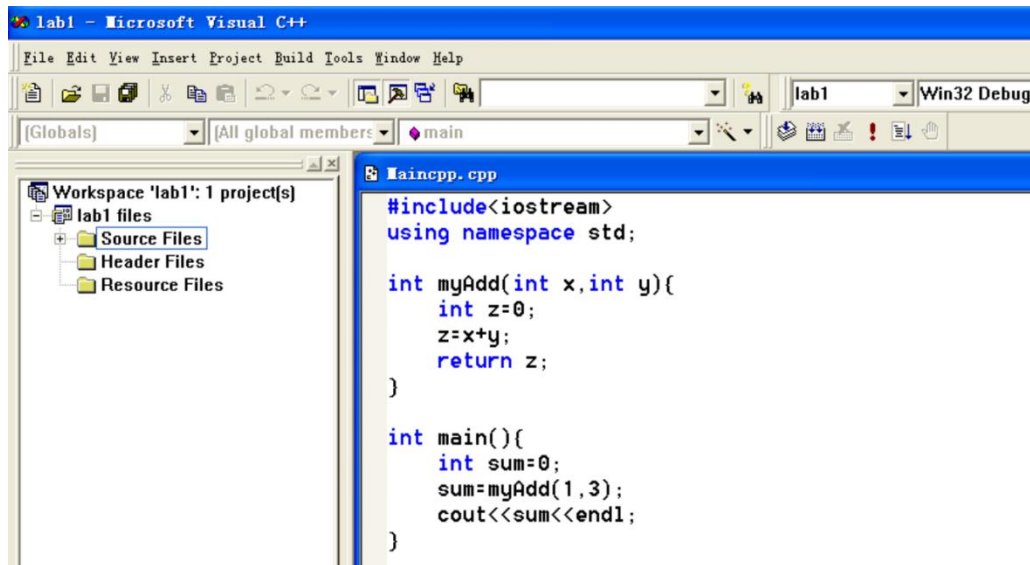 lab1 - Microsoft Visual C++
File Edit View Insert Project Build Tools Window Help
lab1 Win32 Debug
(Globals) (All global members main
Workspace 'lab1': 1 project(s)
lab1 files
Source Files
Header Files
Resource Files
Maincpp.cpp
#include<iostream>
using namespace std;
int myAdd(int x,int y){
int z=0;
z=x+y;
return z;
}
int main(){
int sum=0;
sum=myAdd(1,3);
cout<<sum<<endl;
}